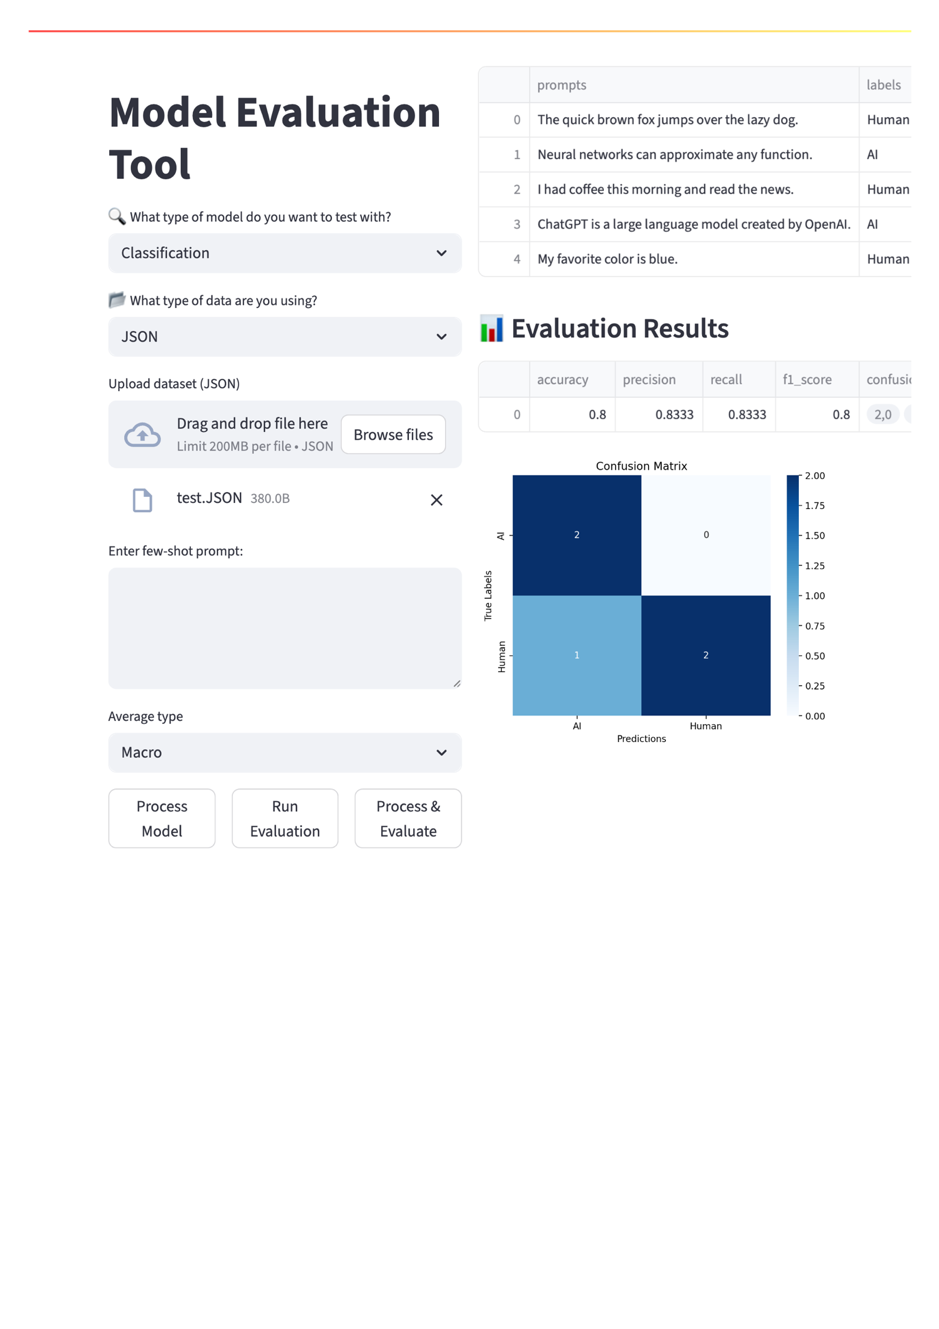 Model Evaluation
Tool
🔍 What type of model do you want to test with?
Classification
📂 What type of data are you using?
JSON
Upload dataset (JSON)
Drag and drop file here
Limit 200MB per file • JSON
Browse files
test.JSON 380.0B
Enter few-shot prompt:
Average type
Macro
Process
Model
Run
Evaluation
Process &
Evaluate
prompts labels
0 The quick brown fox jumps over the lazy dog. Human
1 Neural networks can approximate any function. AI
2 I had coffee this morning and read the news. Human
3 ChatGPT is a large language model created by OpenAI. AI
4 My favorite color is blue. Human
📊 Evaluation Results
accuracy precision recall f1_score
0 0.8 0.8333 0.8333 0.8 2,0
Confusion Matrix
True Labels
AI
Human
2 0
1 2
AI Human
Predictions
2.00
1.75
1.50
1.25
1.00
0.75
0.50
0.25
0.00